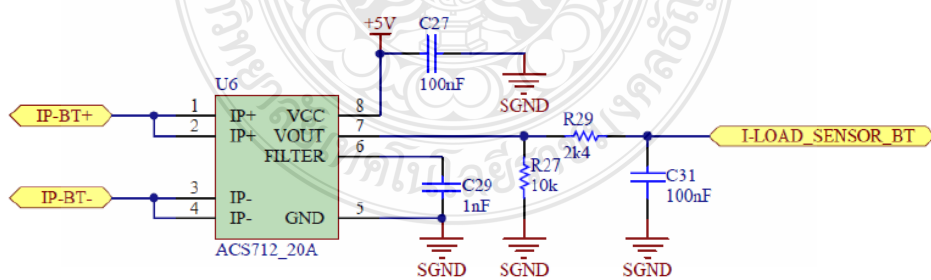 +5V
C27
100nF
SGND
U6
IP-BT+
1
2
IP+
IP+
VCC
8
VOUT
7
FILTER
6
R29
2k4
I-LOAD_SENSOR_BT
R27
10k
C31
100nF
C29
1nF
IP-BT-
3
4
IP-
IP-
GND
5
ACS712_20A
SGND
SGND
SGND